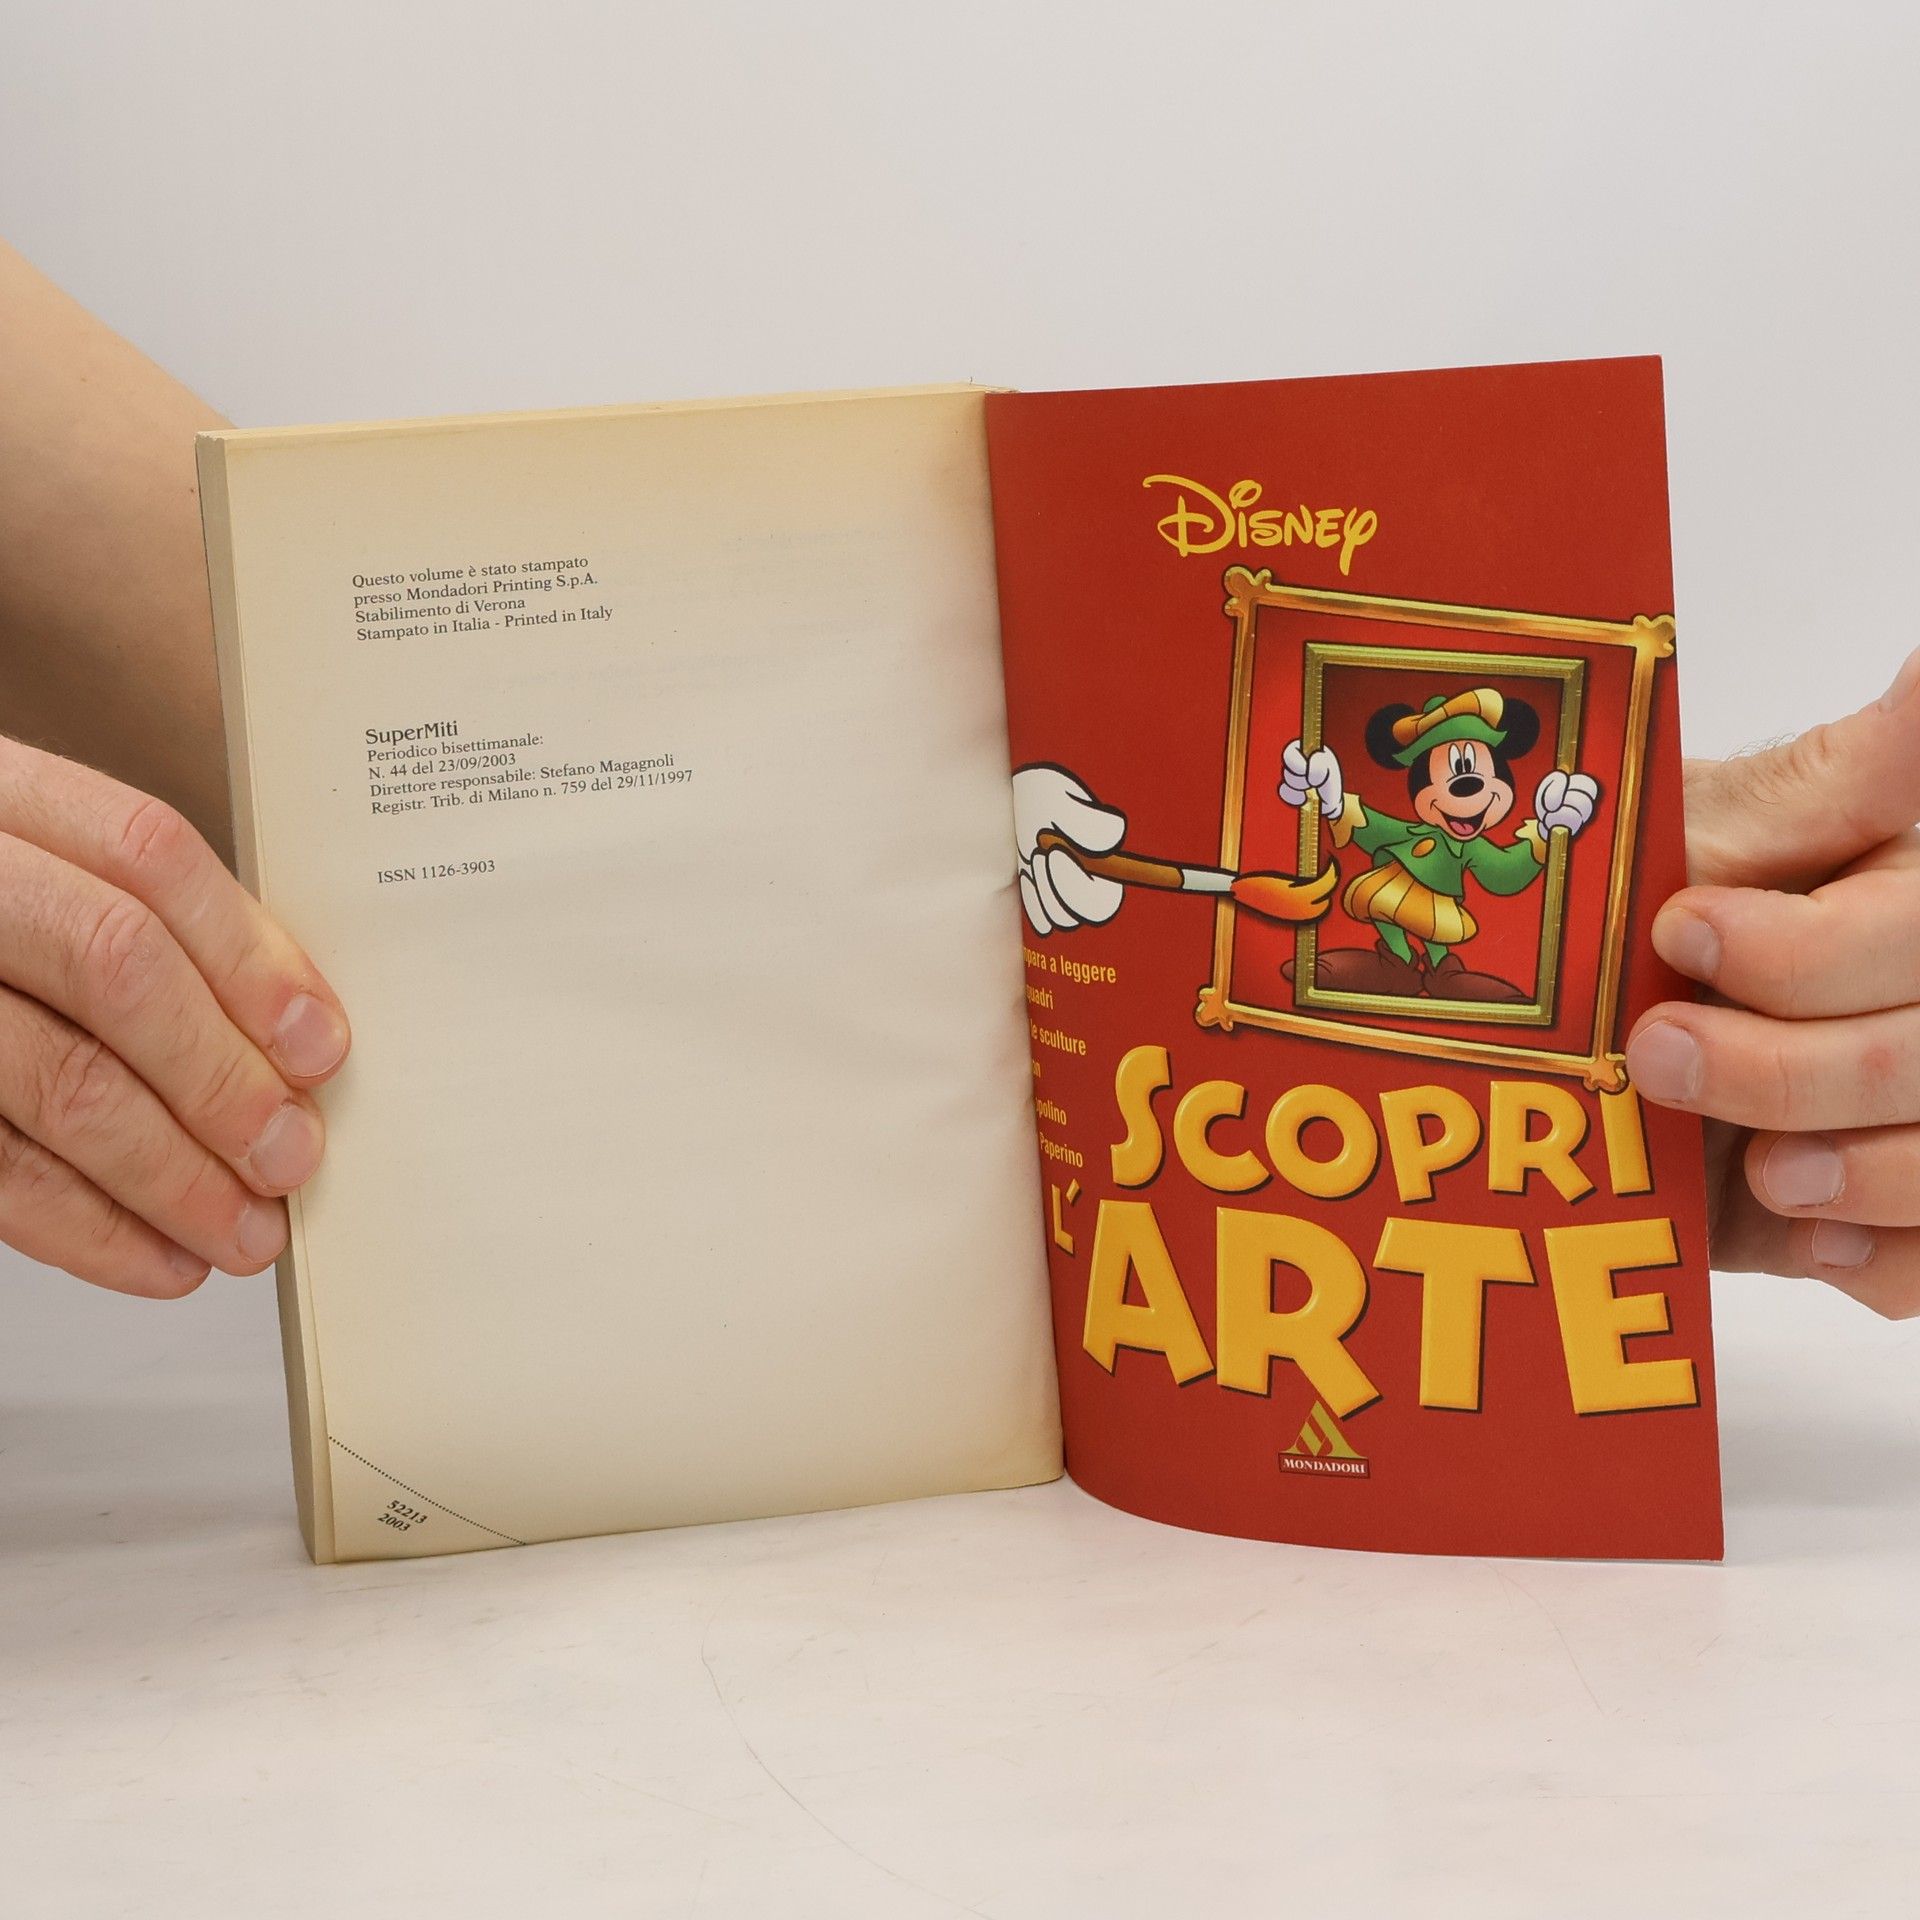 Questo volume è stato stampato
presso Mondadori Printing S.p.A.
Stabilimento di Verona
Stampato in Italia - Printed in Italy
SuperMiti
Periodico bisettimanale:
N. 44 del 23/09/2003
Direttore responsabile: Stefano Magagnoli
Registr. Trib. di Milano n. 759 del 29/11/1997
ISSN 1126-3903
52213
2003
Disney
a leggere
le sculture
Paperino
SCOPRI
L'ARTE
MONDADORI